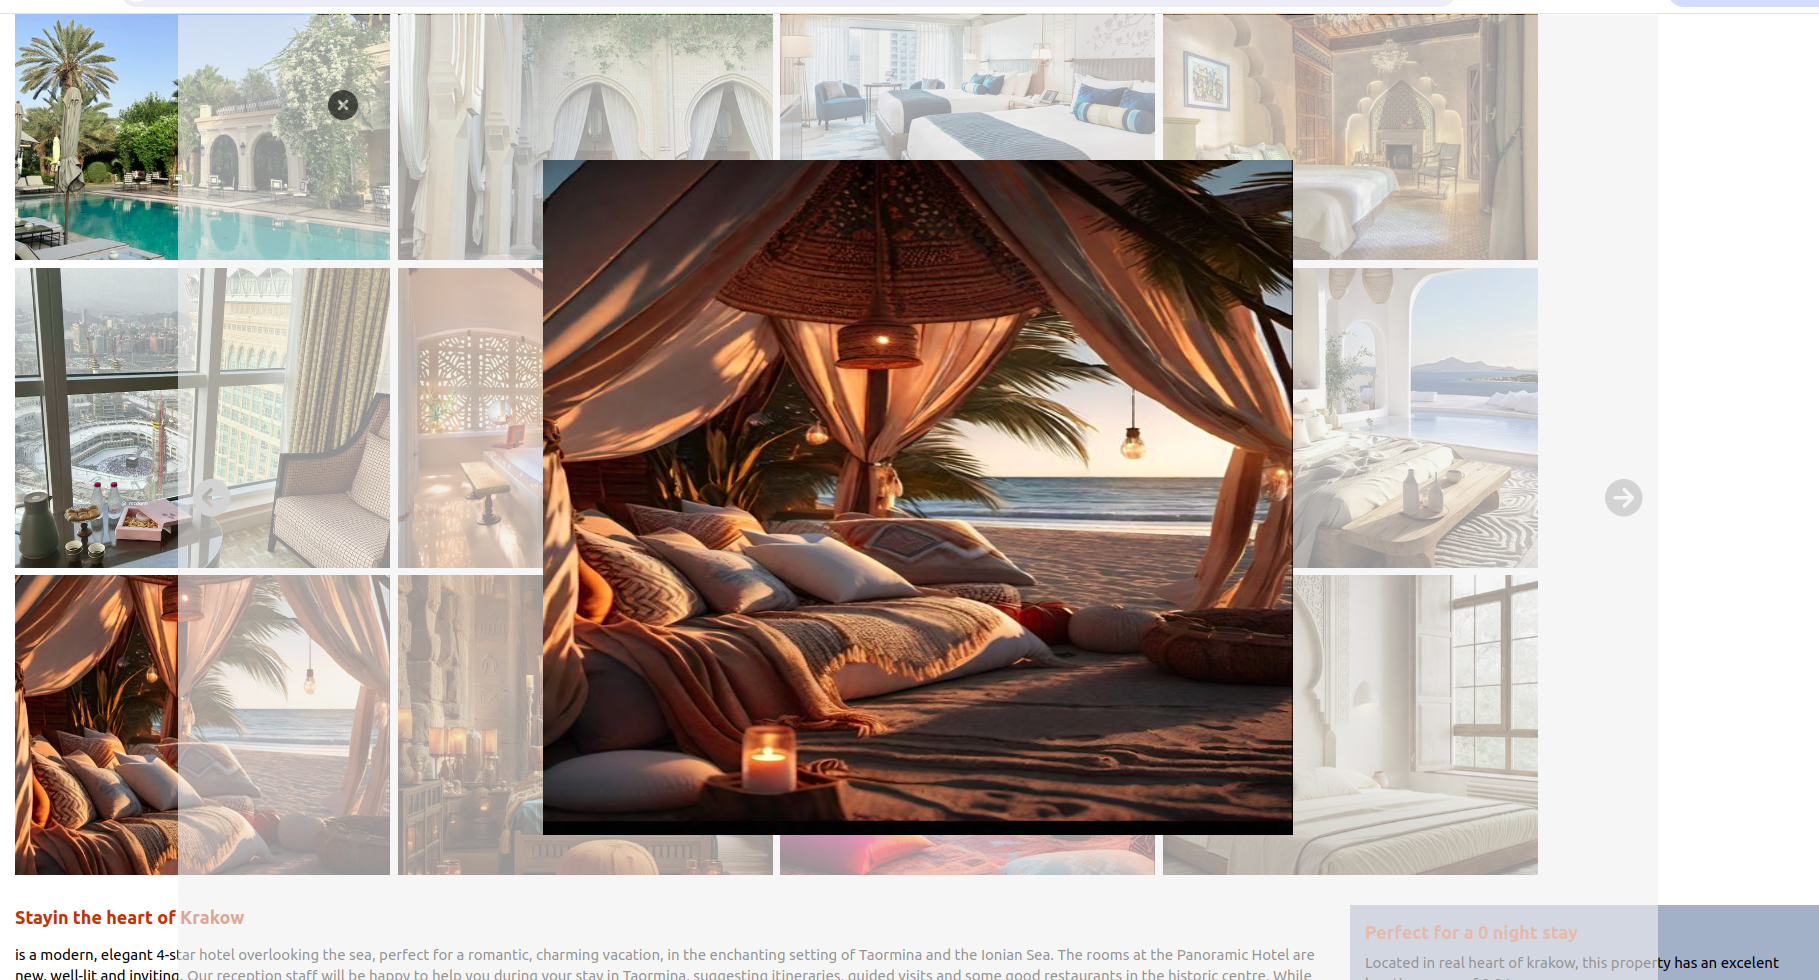 Stayin the heart of Krakow
is a modern, elegant 4-star hotel overlooking the sea, perfect for a romantic, charming vacation, in the enchanting setting of Taormina and the Ionian Sea. The rooms at the Panoramic Hotel are
new, well-lit and inviting. Our reception staff will be happy to help you during your stay in Taormina, suggesting itineraries, guided visits and some good restaurants in the historic centre. While
Perfect for a 0 night stay
Located in real heart of krakow, this property has an excelent